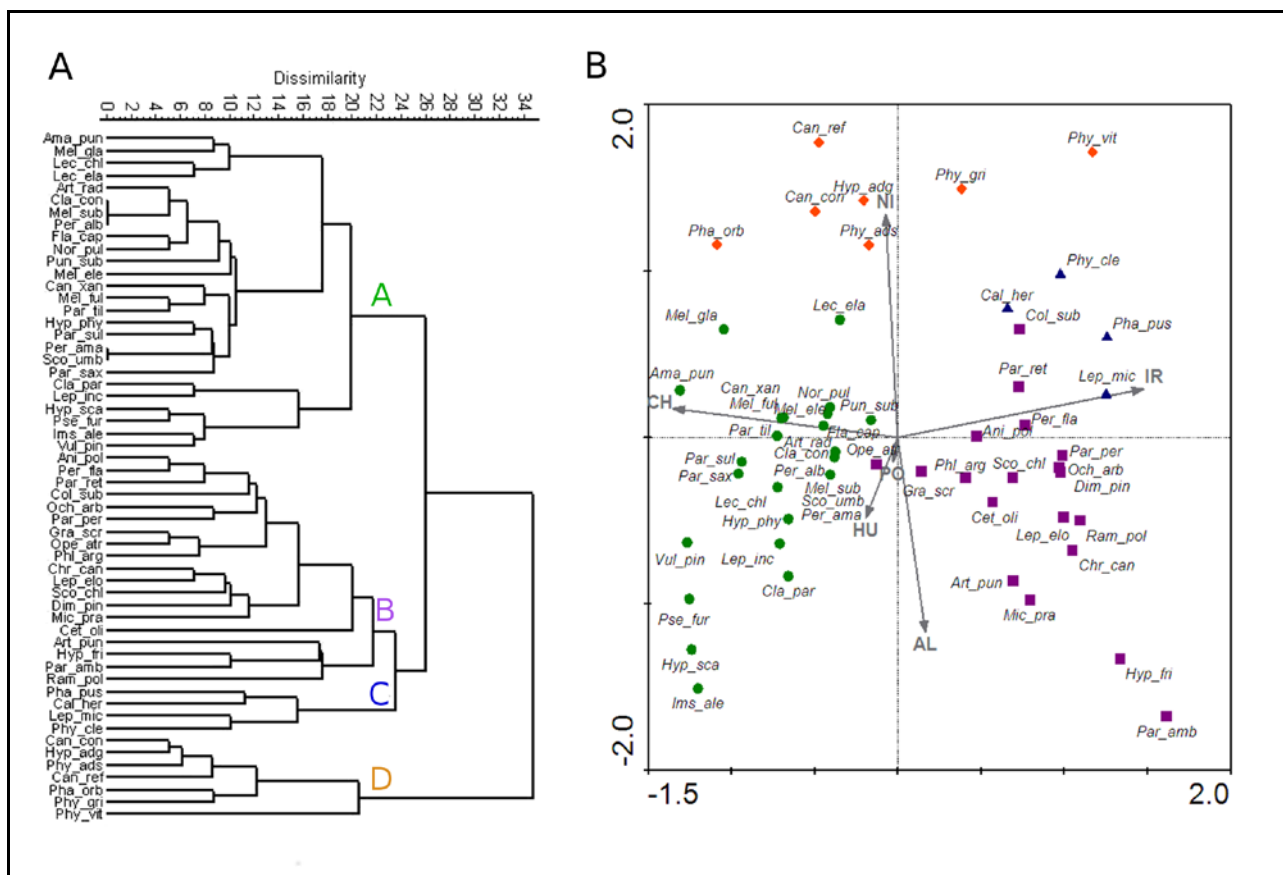 A
Dissimilarity
0 2 4 6 8 10 12 14 16 18 20 22 24 26 28 30 32 34
Ama_pun
Mel_gla
Lec_chl
Lec_ela
Art_rad
Cla_con
Mel_sub
Per_alb
Fla_cap
Nor_pul
Pun_sub
Mel_ele
Can_xan
Mel_ful
Par_til
Hyp_phy
Par_sul
Per_ama
Sco_umb
Par_sax
Cla_par
Lep_inc
Hyp_sca
Pse_fur
Ims_ale
Vul_pin
Ani_pol
Per_fla
Par_ret
Col_sub
Och_arb
Par_per
Gra_scr
Ope_atr
Phl_arg
Chr_can
Lep_elo
Sco_chl
Dim_pin
Mic_pra
Cet_oli
Art_pun
Hyp_fri
Par_amb
Ram_pol
Pha_pus
Cal_her
Lep_mic
Phy_cle
Can_con
Hyp_adg
Phy_ads
Can_ref
Pha_orb
Phy_gri
Phy_vit
A
B
C
D
B
2.0
-2.0
-1.5
2.0
Can_ref
Phy_vit
Phy_gri
Hyp_adg
NI
Can_con
Pha_orb
Phy_ads
Phy_cle
Cal_her
Lec_ela
Mel_gla
Col_sub
Pha_pus
Par_ret
Lep_mic
IR
Ama_pun
Can_xan
Nor_pul
CH
Mel_ful
Mel_ele
Pun_sub
Per_fla
Par_til
Fla_cap
Ani_pol
Art_rad
Cla_con
Ope_atr
Par_sul
Par_sax
Per_alb
PO
Phl_arg
Sco_chl
Par_per
Och_arb
Dim_pin
Mel_sub
Gra_scr
Lec_chl
Sco_umb
Per_ama
Cet_oli
Hyp_phy
HU
Lep_elo
Ram_pol
Vul_pin
Lep_inc
Chr_can
Cla_par
Art_pun
Mic_pra
Pse_fur
AL
Hyp_sca
Hyp_fri
Ims_ale
Par_amb